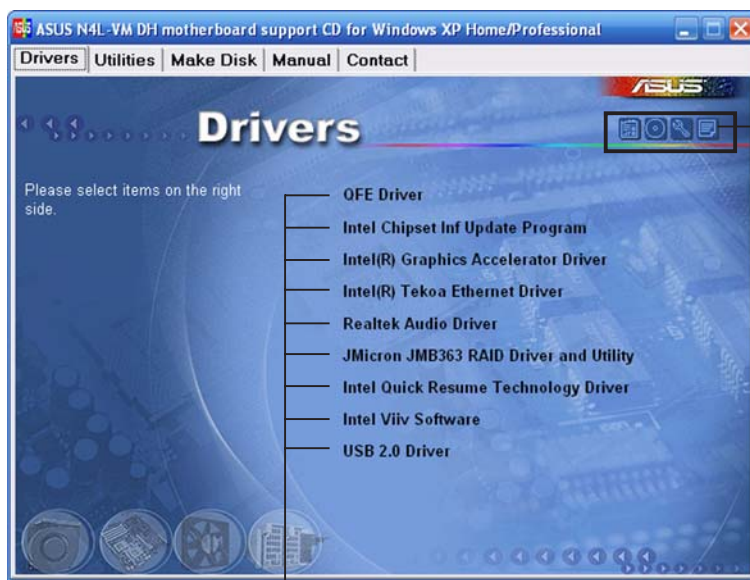 ASUS N4L-VM DH motherboard support CD for Windows XP Home/Professional
Drivers Utilities Make Disk Manual Contact
ASUS
Drivers
Please select items on the right
side.
QFE Driver
Intel Chipset Inf Update Program
Intel(R) Graphics Accelerator Driver
Intel(R) Tekoa Ethernet Driver
Realtek Audio Driver
JMicron JMB363 RAID Driver and Utility
Intel Quick Resume Technology Driver
Intel Viiv Software
USB 2.0 Driver